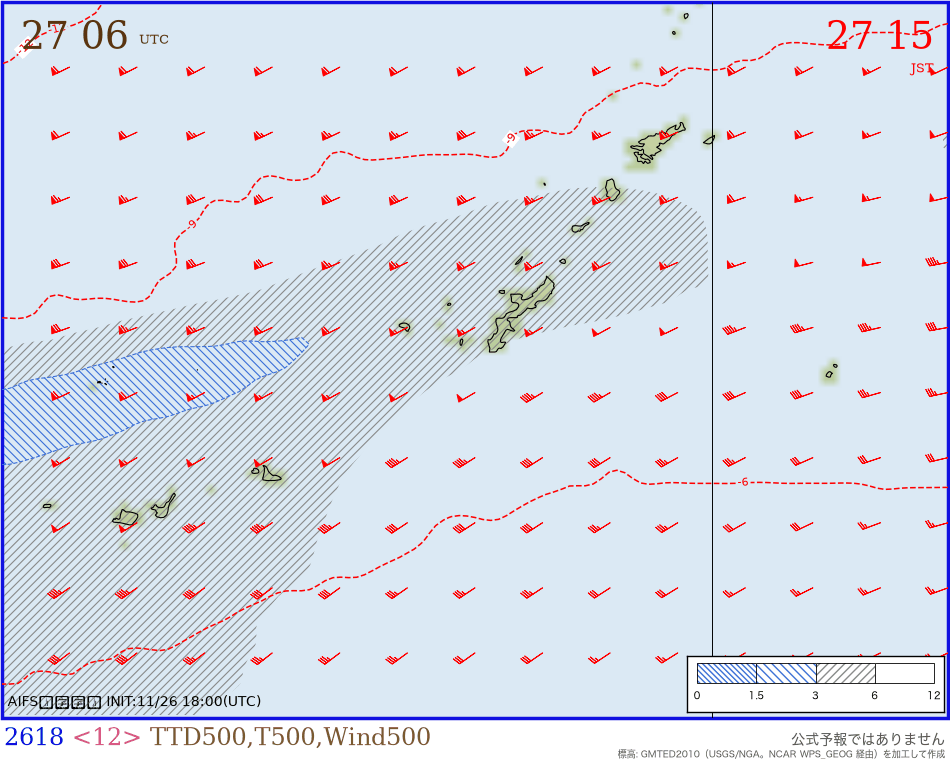 27 06 UTC
27 15
JST
-12
-9
-9
-6
AIFS□□□□ INIT:11/26 18:00(UTC)
0 1.5 3 6 12
2618 <12> TTD500,T500,Wind500
公式予報ではありません
標高: GMTED2010（USGS/NGA。NCAR WPS_GEOG 経由）を加工して作成